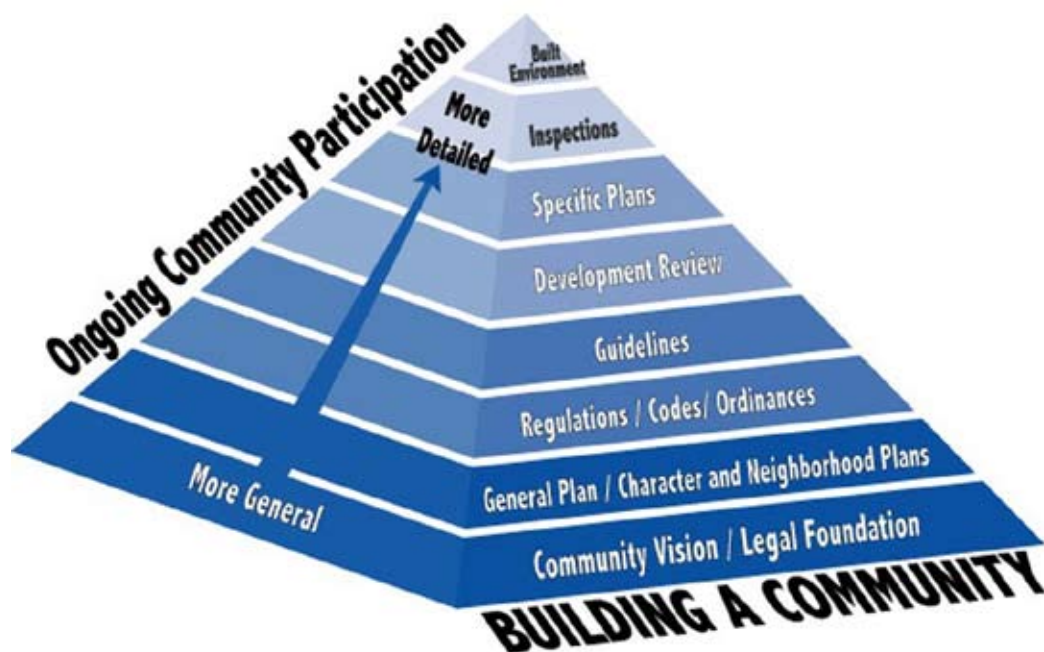 Ongoing Community Participation
Built
Environment
More
Detailed
Inspections
Specific Plans
Development Review
Guidelines
Regulations / Codes/ Ordinances
General Plan / Character and Neighborhood Plans
More General
Community Vision / Legal Foundation
BUILDING A COMMUNITY